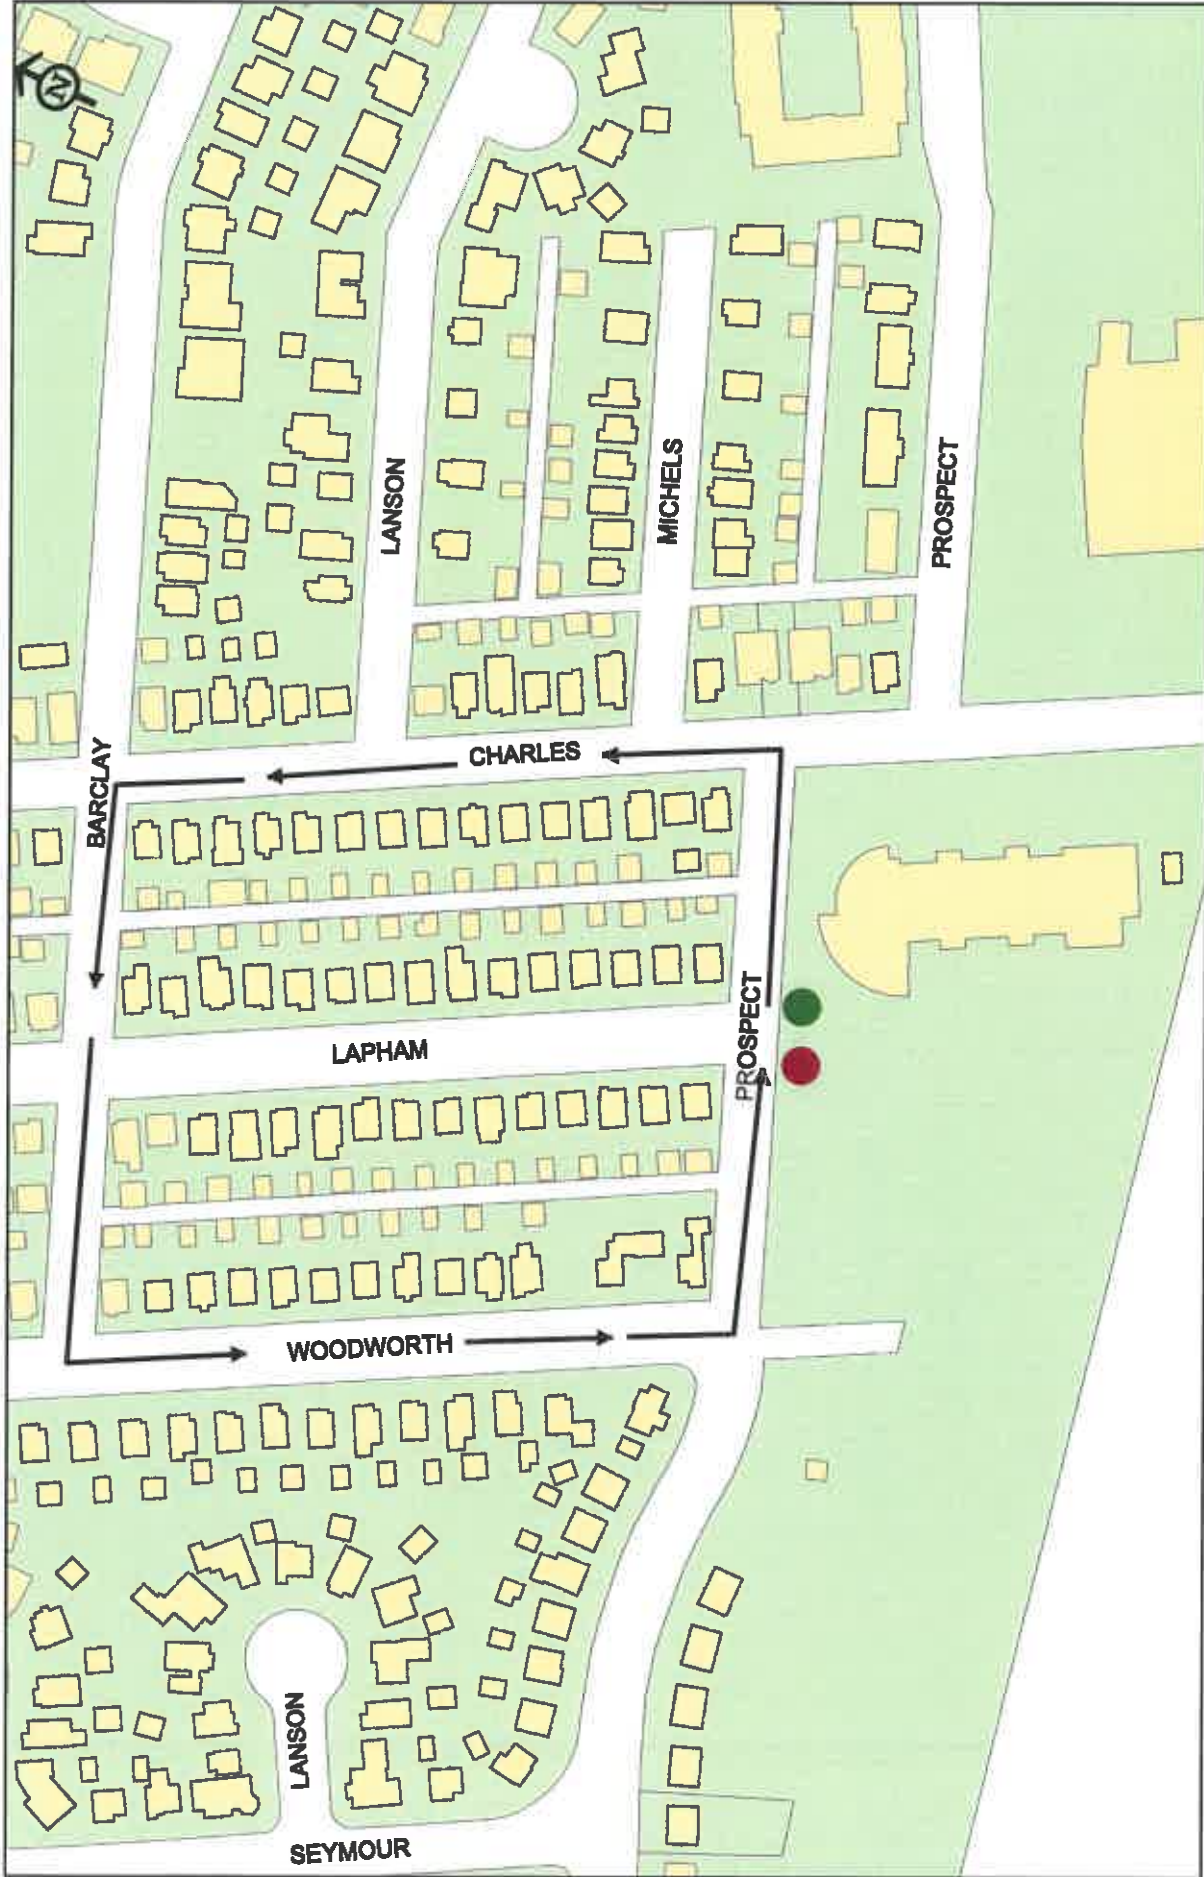 N
LANSON
MICHELS
PROSPECT
CHARLES
BARCLAY
PROSPECT
LAPHAM
WOODWORTH
LANSON
SEYMOUR